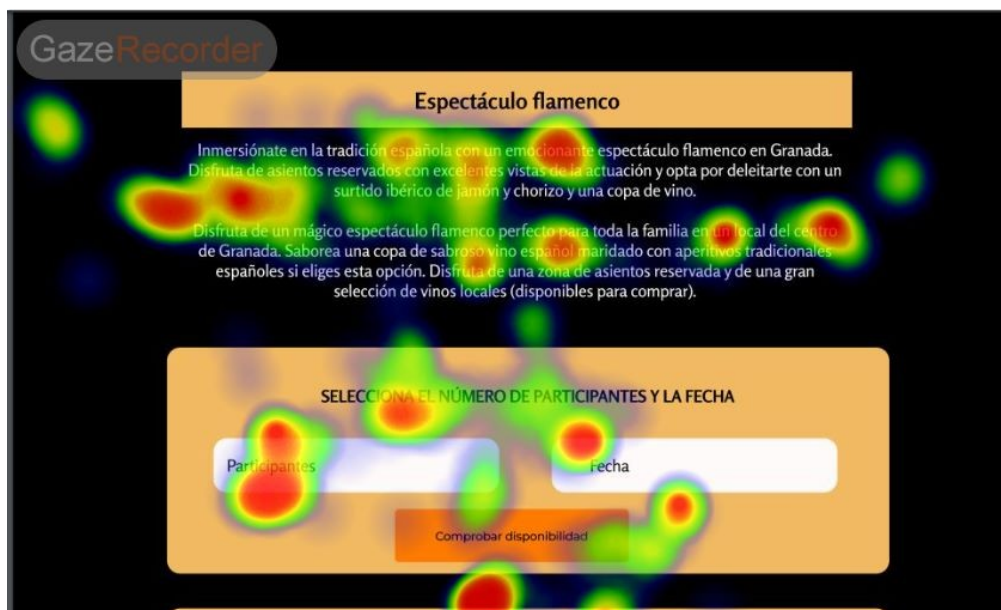 GazeRecorder
Espectáculo flamenco
Inmersiónate en la tradición española con un emocionante espectáculo flamenco en Granada.
Disfruta de asientos reservados con excelentes vistas de la actuación y opta por deleitarte con un
surtido ibérico de jamón y chorizo y una copa de vino.
Disfruta de un mágico espectáculo flamenco perfecto para toda la familia en un local del centro
de Granada. Saborea una copa de sabroso vino español maridado con aperitivos tradicionales
españoles si eliges esta opción. Disfruta de una zona de asientos reservada y de una gran
selección de vinos locales (disponibles para comprar).
SELECCIONA EL NÚMERO DE PARTICIPANTES Y LA FECHA
Participantes
Fecha
Comprobar disponibilidad